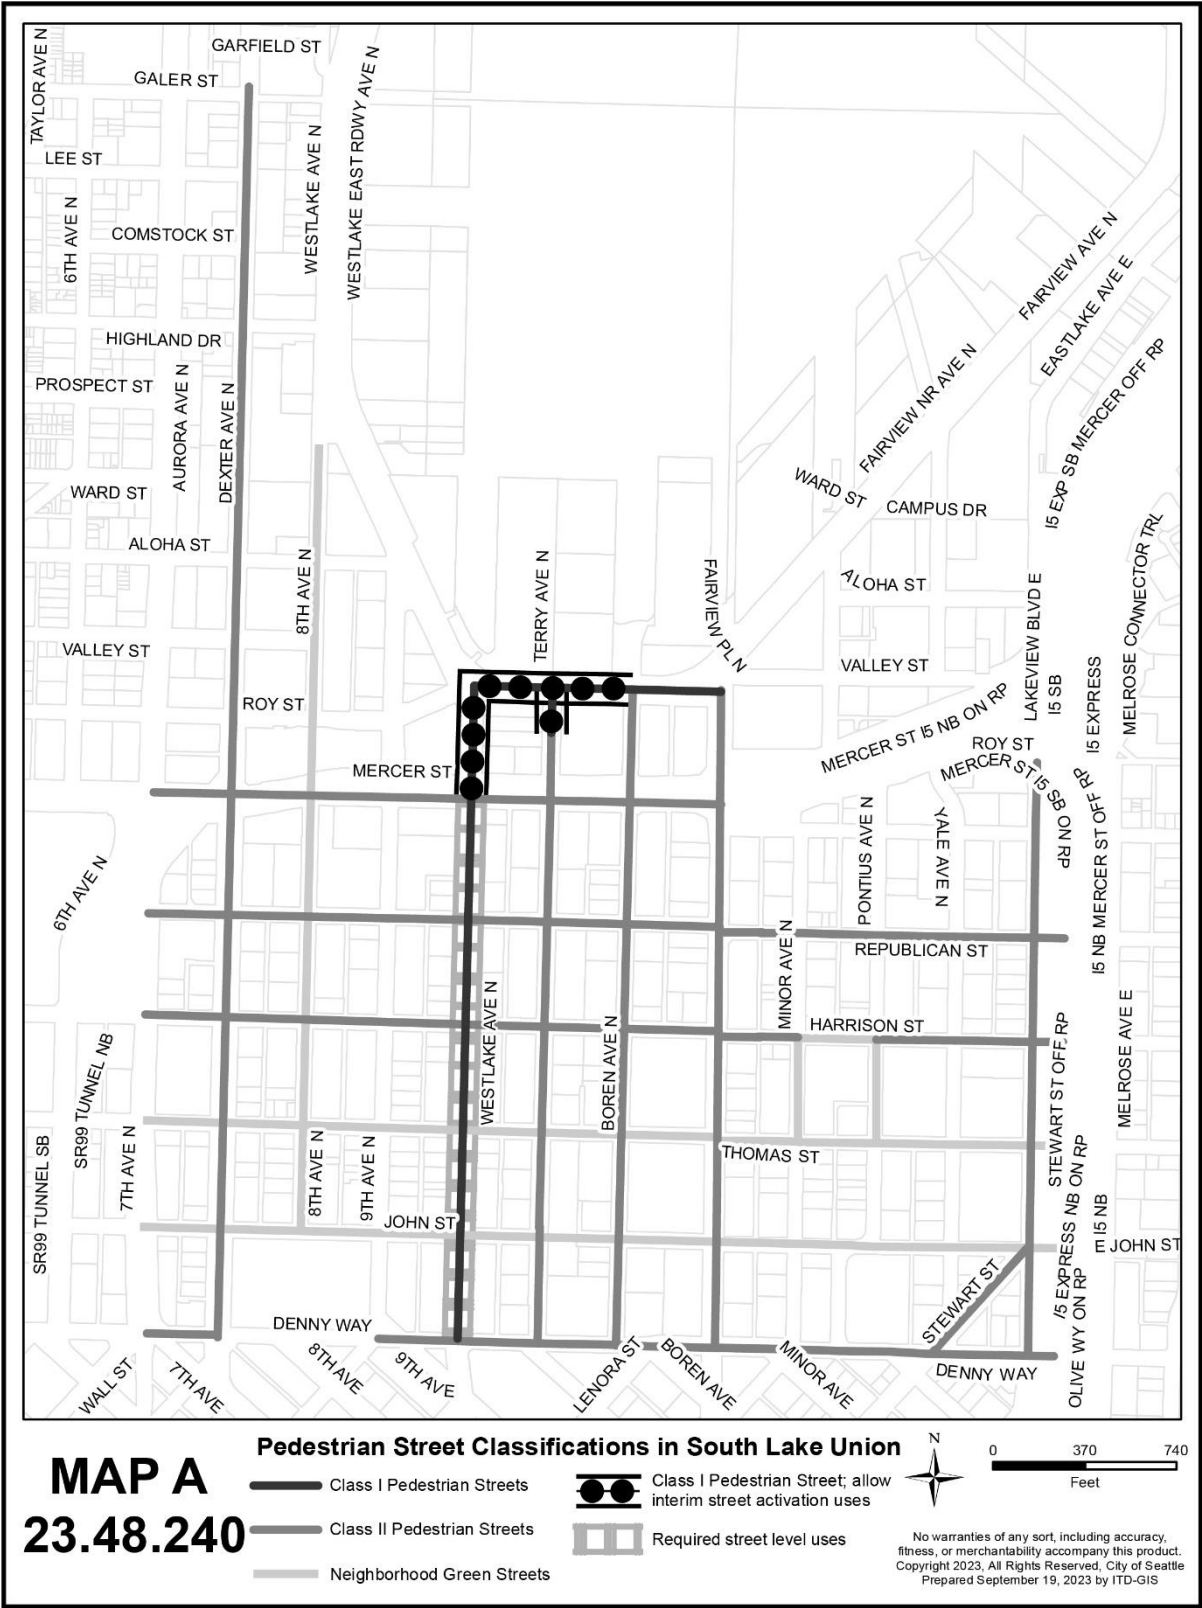 GARFIELD ST
GALER ST
TAYLOR AVE N
WESTLAKE EAST RDWY AVE N
WESTLAKE AVE N
LEE ST
6TH AVE N
COMSTOCK ST
FAIRVIEW AVE N
EASTLAKE AVE E
HIGHLAND DR
PROSPECT ST
AURORA AVE N
DEXTER AVE N
FAIRVIEW NR AVE N
I5 EXP SB MERCER OFF RP
WARD ST
WARD ST
CAMPUS DR
ALOHA ST
8TH AVE N
TERRY AVE N
FAIRVIEW PL N
ALOHA ST
LAKEVIEW BLVD E
MELROSE CONNECTOR TRL
VALLEY ST
VALLEY ST
I5 SB
I5 EXPRESS
ROY ST
MERCER ST I5 NB ON RP
ROY ST
MERCER ST
MERCER ST I5 SB ON RP
I5 NB MERCER ST OFF RP
6TH AVE N
PONTIUS AVE N
YALE AVE N
MINOR AVE N
REPUBLICAN ST
WESTLAKE AVE N
BOREN AVE N
HARRISON ST
STEWART ST OFF RP
MELROSE AVE E
SR99 TUNNEL NB
SR99 TUNNEL SB
7TH AVE N
8TH AVE N
9TH AVE N
THOMAS ST
JOHN ST
I5 EXPRESS NB ON RP
E I5 NB
JOHN ST
STEWART ST
OLIVE WY ON RP
DENNY WAY
WALL ST
7TH AVE
8TH AVE
9TH AVE
LENORA ST
BOREN AVE
MINOR AVE
DENNY WAY
Pedestrian Street Classifications in South Lake Union
MAP A
23.48.240
Class I Pedestrian Streets
Class II Pedestrian Streets
Neighborhood Green Streets
Class I Pedestrian Street; allow
interim street activation uses
Required street level uses
N
0 370 740
Feet
No warranties of any sort, including accuracy,
fitness, or merchantability accompany this product.
Copyright 2023, All Rights Reserved, City of Seattle
Prepared September 19, 2023 by ITD-GIS